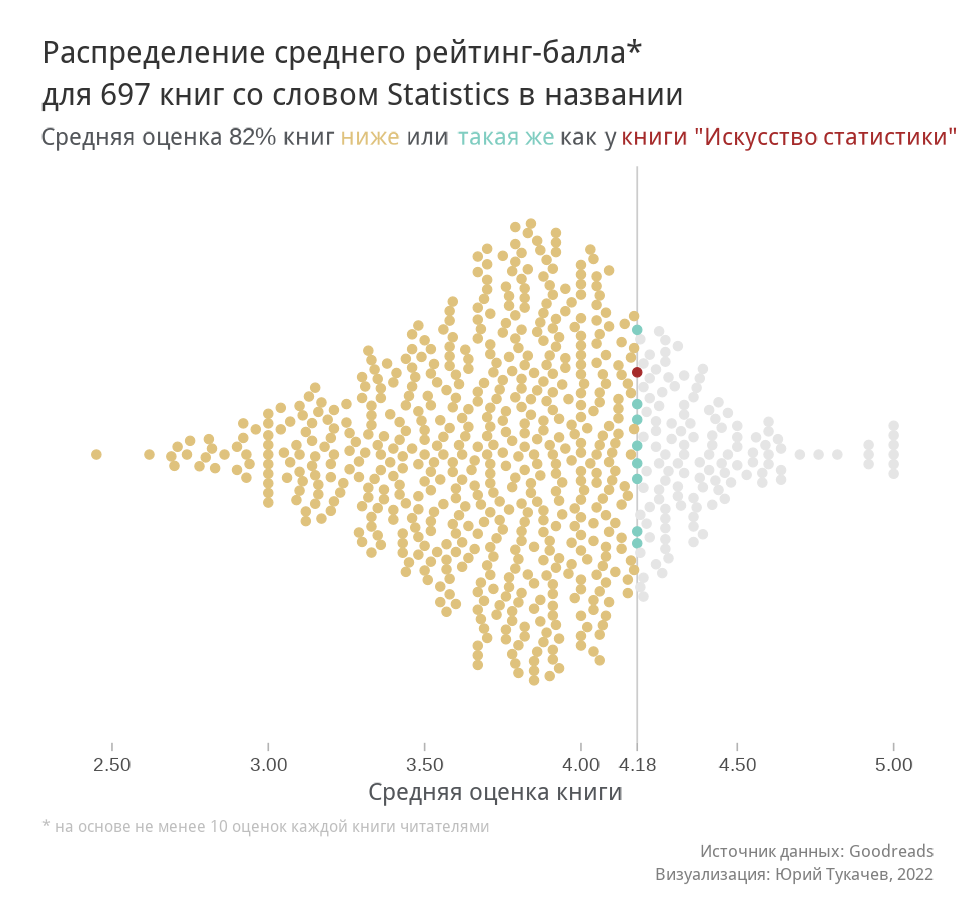 Распределение среднего рейтинг-балла*
для 697 книг со словом Statistics в названии
Средняя оценка 82% книг ниже или такая же как у книги "Искусство статистики"
2.50 3.00 3.50 4.00 4.18 4.50 5.00
Средняя оценка книги
* на основе не менее 10 оценок каждой книги читателями
Источник данных: Goodreads
Визуализация: Юрий Тукачев, 2022